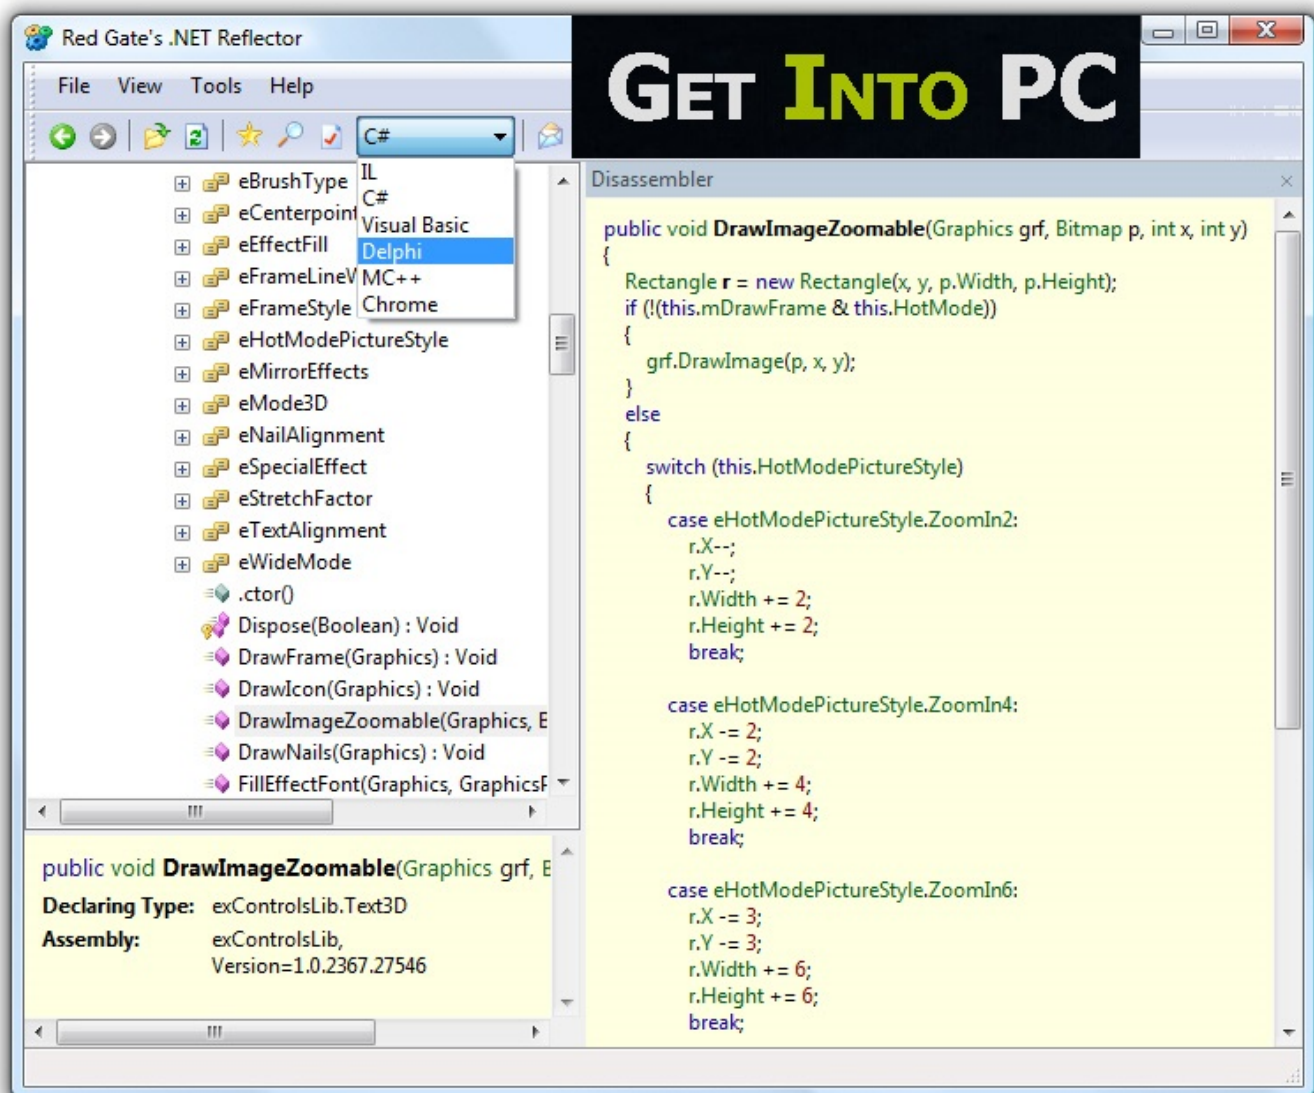 Red Gate's .NET Reflector
GET INTO PC
File View Tools Help
C#
IL
C#
Visual Basic
Delphi
MC++
Chrome
eBrushType
eCenterpoint
eEffectFill
eFrameLine
eFrameStyle
eHotModePictureStyle
eMirrorEffects
eMode3D
eNailAlignment
eSpecialEffect
eStretchFactor
eTextAlignment
eWideMode
.ctor()
Dispose(Boolean) : Void
DrawFrame(Graphics) : Void
DrawIcon(Graphics) : Void
DrawImageZoomable(Graphics, E
DrawNails(Graphics) : Void
FillEffectFont(Graphics, Graphics
public void DrawImageZoomable(Graphics grf, E
Declaring Type: exControlsLib.Text3D
Assembly: exControlsLib,
Version=1.0.2367.27546
Disassembler
public void DrawImageZoomable(Graphics grf, Bitmap p, int x, int y)
{
Rectangle r = new Rectangle(x, y, p.Width, p.Height);
if (!(this.mDrawFrame & this.HotMode))
{
grf.DrawImage(p, x, y);
}
else
{
switch (this.HotModePictureStyle)
{
case eHotModePictureStyle.ZoomIn2:
r.X--;
r.Y--;
r.Width += 2;
r.Height += 2;
break;
case eHotModePictureStyle.ZoomIn4:
r.X -= 2;
r.Y -= 2;
r.Width += 4;
r.Height += 4;
break;
case eHotModePictureStyle.ZoomIn6:
r.X -= 3;
r.Y -= 3;
r.Width += 6;
r.Height += 6;
break;